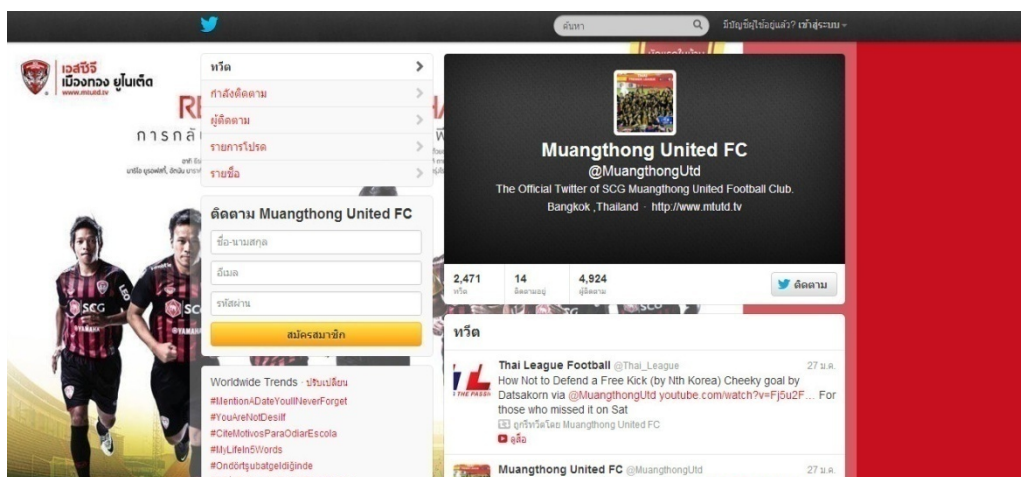 ค้นหา
มีบัญชีผู้ใช้อยู่แล้ว? เข้าสู่ระบบ
เอสซีจี
เมืองทอง ยูไนเต็ด
www.mtutd.tv
RE
การกลั
ทวีต
กำลังติดตาม
ผู้ติดตาม
รายการโปรด
รายชื่อ
ติดตาม Muangthong United FC
ชื่อ-นามสกุล
อีเมล
รหัสผ่าน
สมัครสมาชิก
Worldwide Trends · ปรับเปลี่ยน
#MentionADateYoullNeverForget
#YouAreNotDesiIf
#CiteMotivosParaOdiarEscola
#MyLifeIn5Words
#Ondörtşubatgeldiğinde
SCG
YAMAHA
LEO
Muangthong United FC
@MuangthongUtd
The Official Twitter of SCG Muangthong United Football Club.
Bangkok ,Thailand · http://www.mtutd.tv
2,471 14 4,924
ทวีต กำลังติดตามอยู่ ผู้ติดตาม
ติดตาม
ทวีต
Thai League Football @Thai_League 27 ม.ค.
How Not to Defend a Free Kick (by Nth Korea) Cheeky goal by
Datsakorn via @MuangthongUtd youtube.com/watch?v=Fj5u2F… For
those who missed it on Sat
ถูกรีทวีตโดย Muangthong United FC
ดูสื่อ
Muangthong United FC @MuangthongUtd 27 ม.ค.